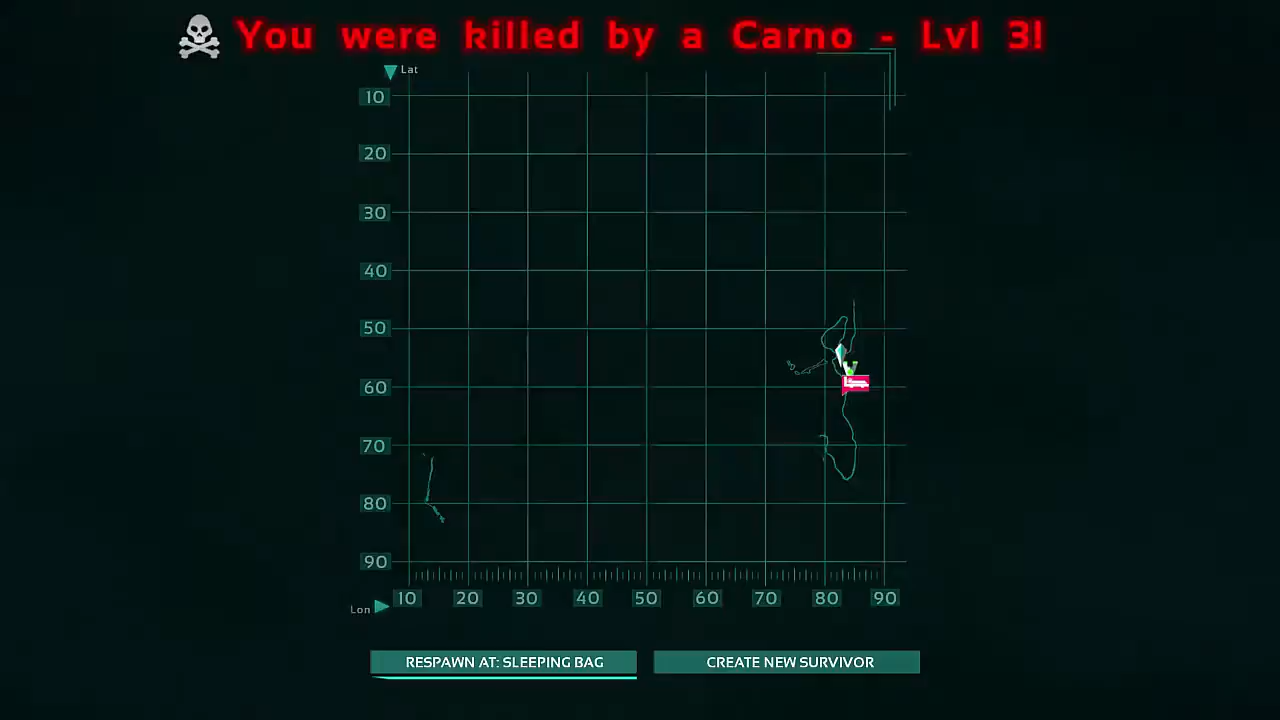 You were killed by a Carno - Lvl 3!
Lat
10
20
30
40
50
60
70
80
90
Lon 10 20 30 40 50 60 70 80 90
RESPAWN AT: SLEEPING BAG
CREATE NEW SURVIVOR